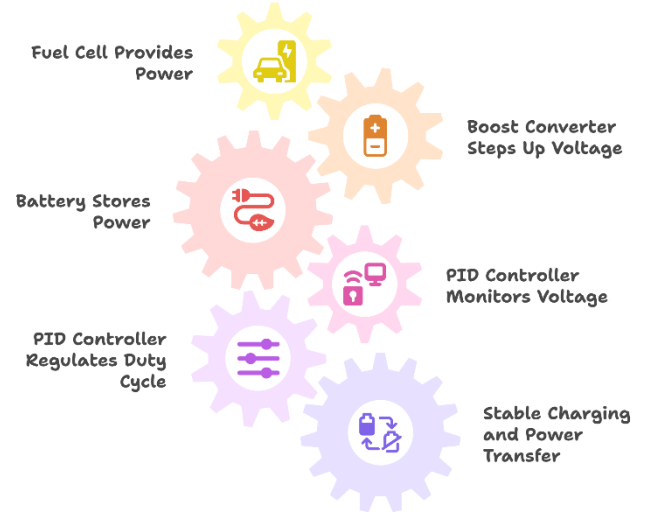 Fuel Cell Provides
Power
Boost Converter
Steps Up Voltage
Battery Stores
Power
PID Controller
Monitors Voltage
PID Controller
Regulates Duty
Cycle
Stable Charging
and Power
Transfer